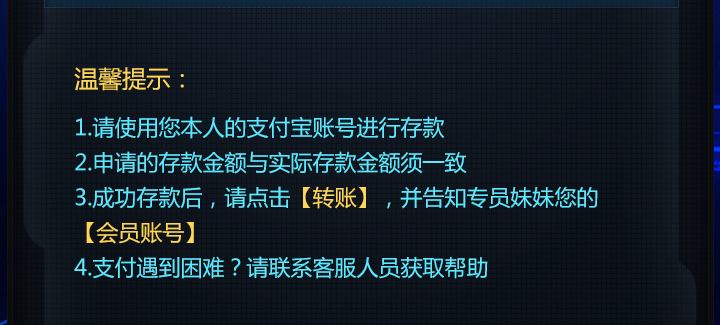 温馨提示：
1.请使用您本人的支付宝账号进行存款
2.申请的存款金额与实际存款金额须一致
3.成功存款后，请点击【转账】，并告知专员妹妹您的
【会员账号】
4.支付遇到困难？请联系客服人员获取帮助